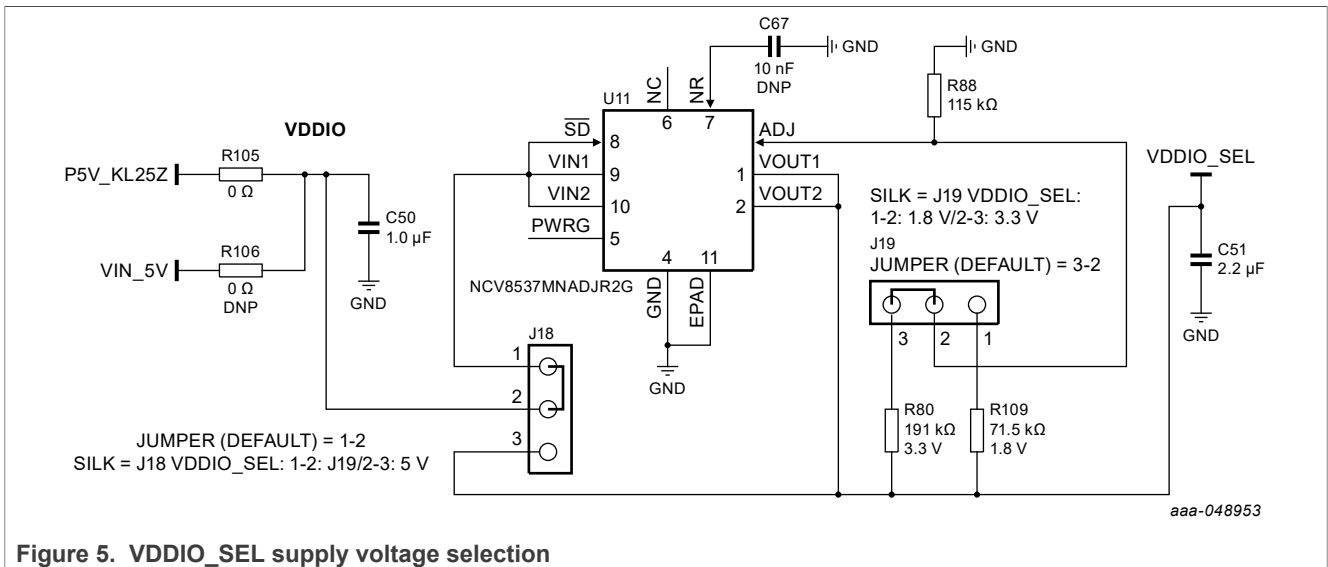 C67
GND
10 nF
DNP
GND
R88
115 kΩ
NC
NR
U11
6
7
VDDIO
SD
8
ADJ
R105
P5V_KL25Z
0 Ω
VIN1
9
VOUT1
1
VDDIO_SEL
VIN2
10
VOUT2
2
SILK = J19 VDDIO_SEL:
1-2: 1.8 V/2-3: 3.3 V
C50
1.0 µF
PWRG
5
J19
JUMPER (DEFAULT) = 3-2
R106
VIN_5V
0 Ω
DNP
GND
4
11
GND
EPAD
NCV8537MNADJR2G
C51
2.2 µF
GND
3
2
1
J18
1
2
3
GND
JUMPER (DEFAULT) = 1-2
SILK = J18 VDDIO_SEL: 1-2: J19/2-3: 5 V
R80
191 kΩ
3.3 V
R109
71.5 kΩ
1.8 V
aaa-048953
Figure 5. VDDIO_SEL supply voltage selection